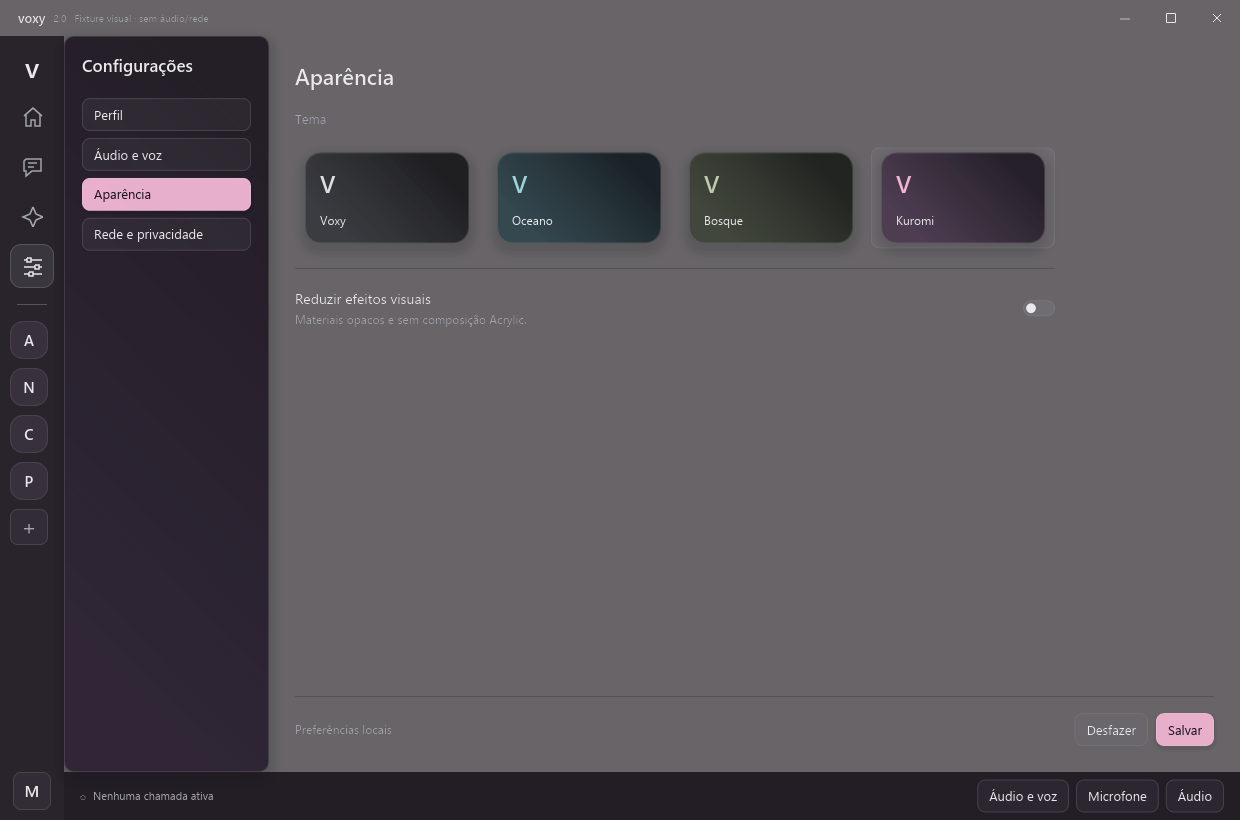 voxy 2.0 Fixture visual · sem áudio/rede
V
Configurações
Perfil
Áudio e voz
Aparência
Rede e privacidade
A
N
C
P
+
M
Aparência
Tema
V
Voxy
V
Oceano
V
Bosque
V
Kuromi
Reduzir efeitos visuais
Materiais opacos e sem composição Acrylic.
Preferências locais
Desfazer
Salvar
Nenhuma chamada ativa
Áudio e voz
Microfone
Áudio